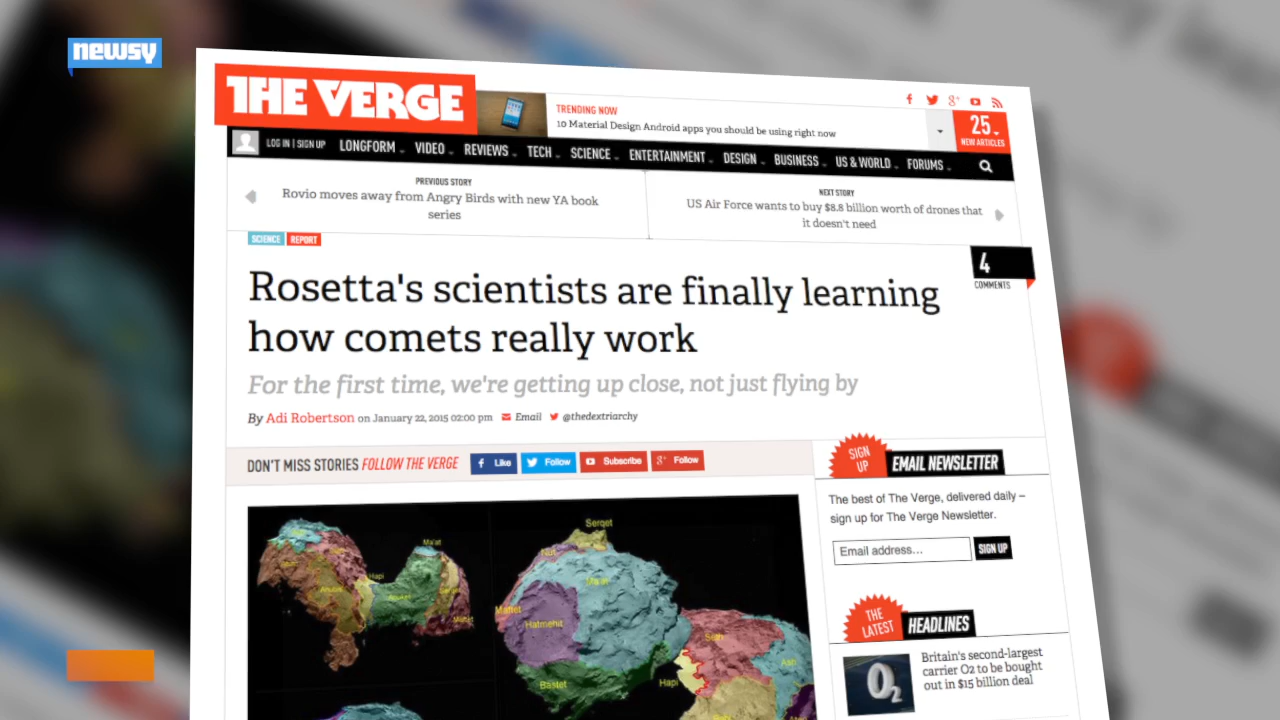 newsy
THE VERGE
TRENDING NOW
10 Material Design Android apps you should be using right now
25
NEW ARTICLES
LOG IN | SIGN UP LONGFORM VIDEO REVIEWS TECH SCIENCE ENTERTAINMENT DESIGN BUSINESS US & WORLD FORUMS
PREVIOUS STORY
Rovio moves away from Angry Birds with new YA book
series
NEXT STORY
US Air Force wants to buy $8.8 billion worth of drones that
it doesn't need
SCIENCE REPORT
4
COMMENTS
Rosetta's scientists are finally learning
how comets really work
For the first time, we're getting up close, not just flying by
By Adi Robertson on January 22, 2015 02:00 pm Email @thedextriarchy
DON'T MISS STORIES FOLLOW THE VERGE
Like
Follow
Subscribe
Follow
SIGN
UP
EMAIL NEWSLETTER
The best of The Verge, delivered daily –
sign up for The Verge Newsletter.
Email address...
SIGN UP
Serqet
Ma'at
Nut
Hapi
Ma'at
Anubis
Maftet
Hatmehit
Seth
Ash
Bastet
Hapi
THE
LATEST
HEADLINES
O2
Britain's second-largest
carrier O2 to be bought
out in $15 billion deal